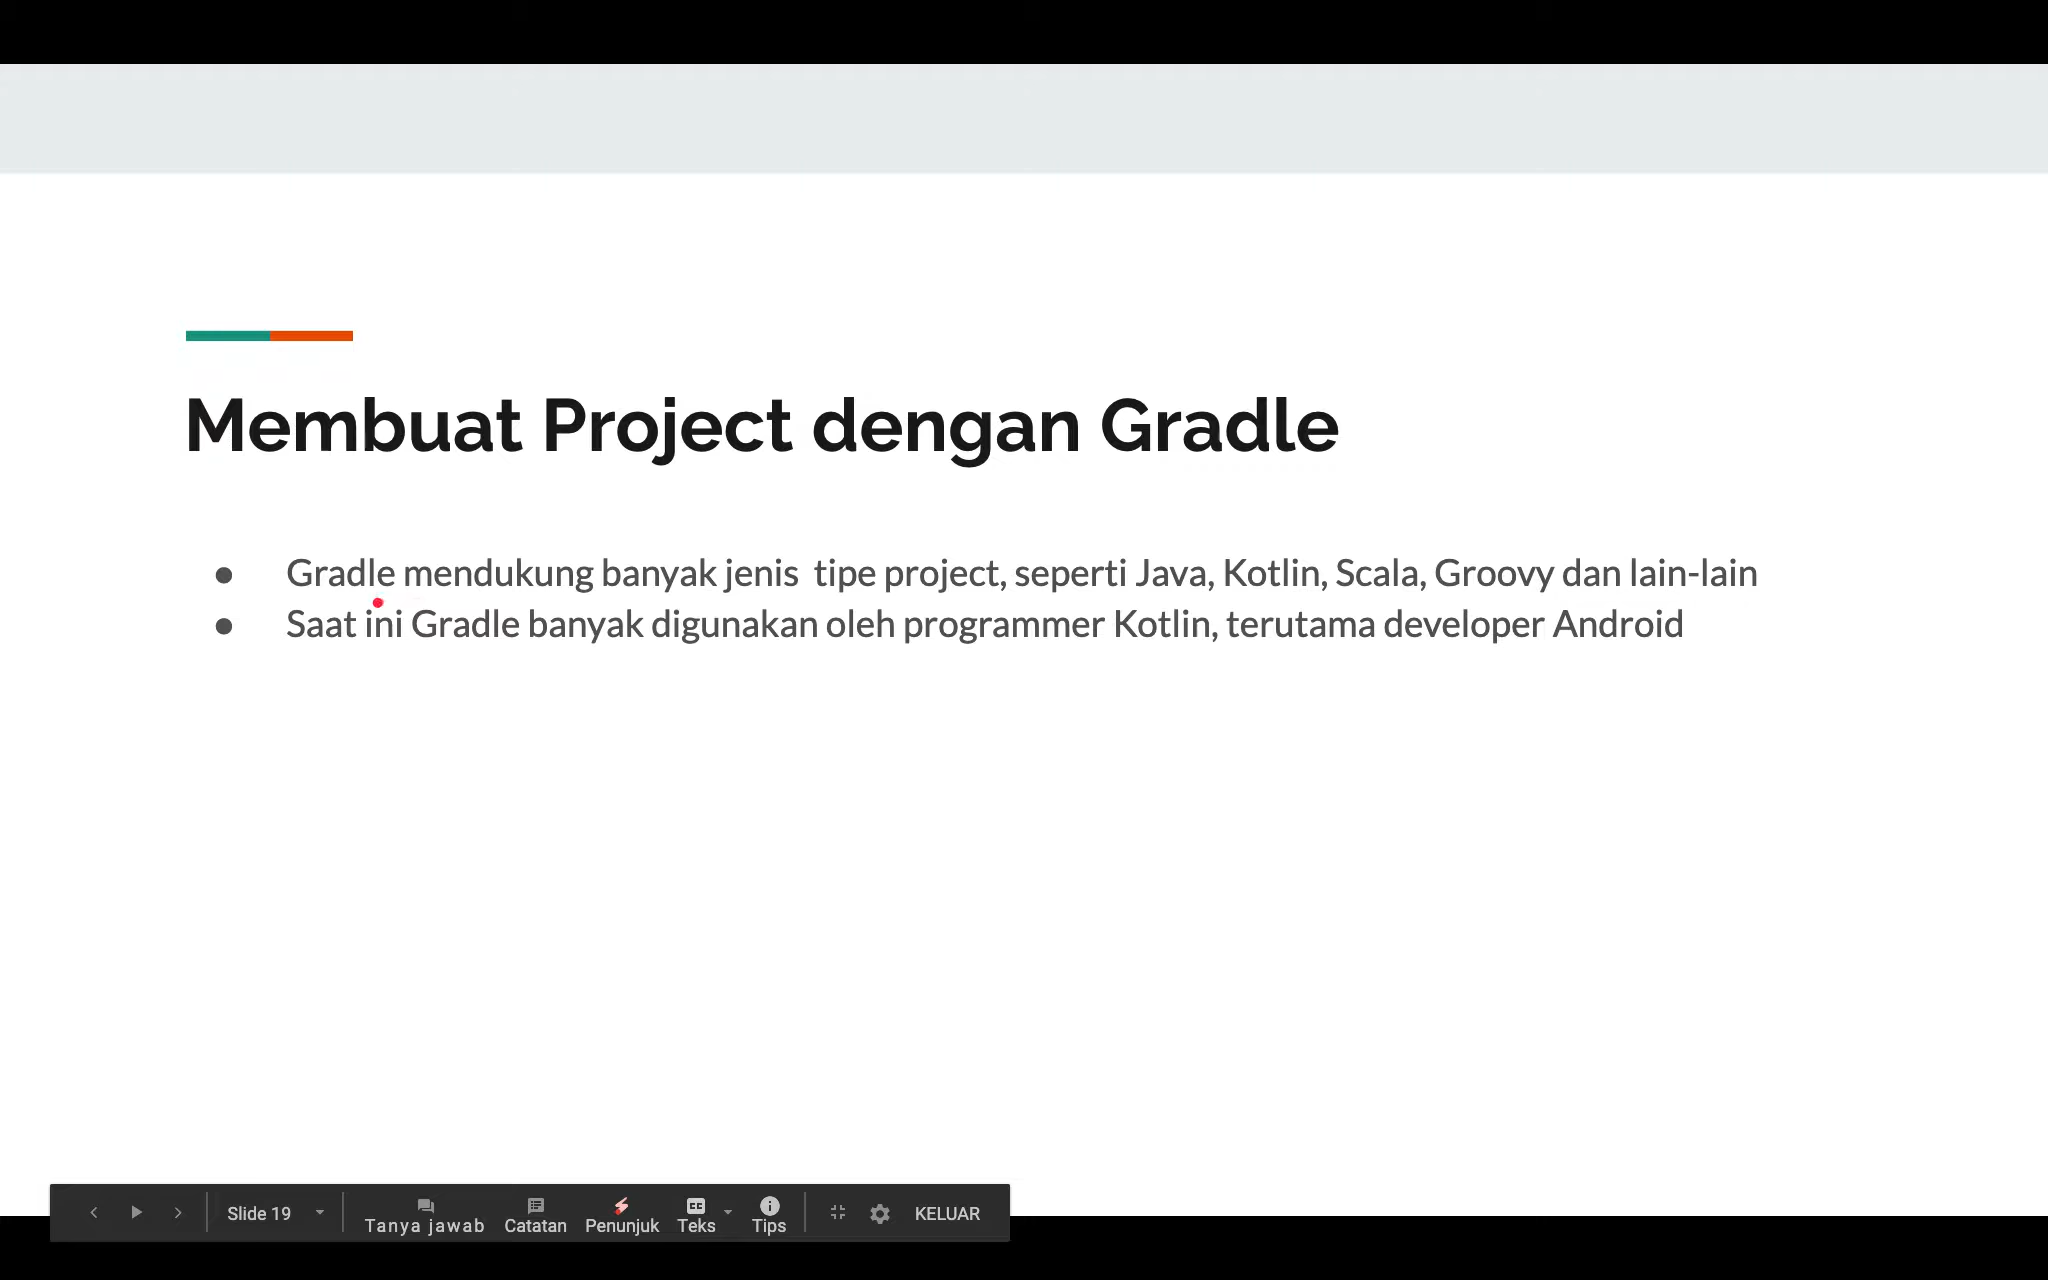 Membuat Project dengan Gradle
● Gradle mendukung banyak jenis  tipe project, seperti Java, Kotlin, Scala, Groovy dan lain-lain
● Saat ini Gradle banyak digunakan oleh programmer Kotlin, terutama developer Android
Slide 19 Tanya jawab Catatan Penunjuk Teks Tips KELUAR